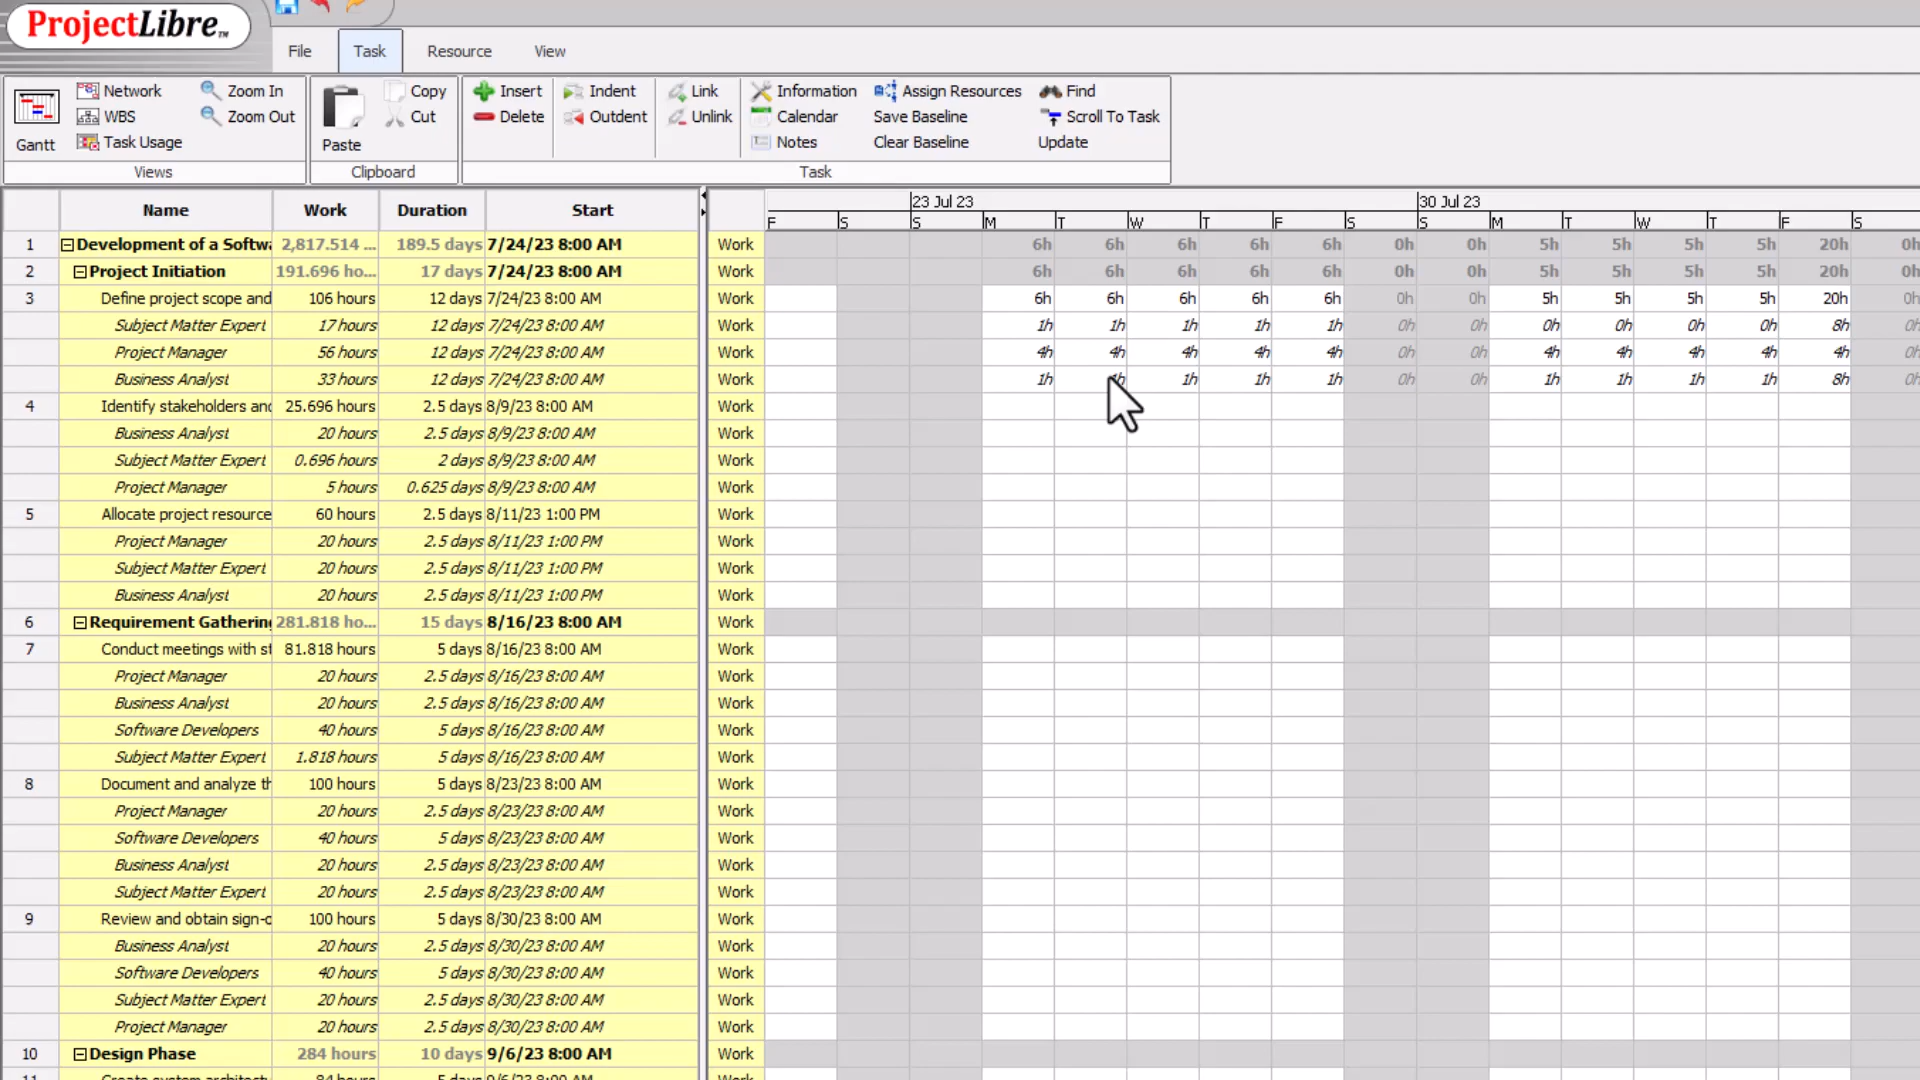 ProjectLibre™
File Task Resource View
Network Zoom In Copy Insert Indent Link Information Assign Resources Find
WBS Zoom Out Cut Delete Outdent Unlink Calendar Save Baseline Scroll To Task
Gantt Task Usage Paste Notes Clear Baseline Update
Views Clipboard Task
Name Work Duration Start 23 Jul 23 30 Jul 23
F S S M T W T F S S M T W T F S
1 Development of a Softwa 2,817.514 ... 189.5 days 7/24/23 8:00 AM Work 6h 6h 6h 6h 6h 0h 0h 5h 5h 5h 5h 20h 0h
2 Project Initiation 191.696 ho... 17 days 7/24/23 8:00 AM Work 6h 6h 6h 6h 6h 0h 0h 5h 5h 5h 5h 20h 0h
3 Define project scope and 106 hours 12 days 7/24/23 8:00 AM Work 6h 6h 6h 6h 6h 0h 0h 5h 5h 5h 5h 20h 0h
Subject Matter Expert 17 hours 12 days 7/24/23 8:00 AM Work 1h 1h 1h 1h 1h 0h 0h 0h 0h 0h 0h 8h 0h
Project Manager 56 hours 12 days 7/24/23 8:00 AM Work 4h 4h 4h 4h 4h 0h 0h 4h 4h 4h 4h 4h 0h
Business Analyst 33 hours 12 days 7/24/23 8:00 AM Work 1h 1h 1h 1h 0h 0h 1h 1h 1h 1h 8h 0h
4 Identify stakeholders and 25.696 hours 2.5 days 8/9/23 8:00 AM Work
Business Analyst 20 hours 2.5 days 8/9/23 8:00 AM Work
Subject Matter Expert 0.696 hours 2 days 8/9/23 8:00 AM Work
Project Manager 5 hours 0.625 days 8/9/23 8:00 AM Work
5 Allocate project resource 60 hours 2.5 days 8/11/23 1:00 PM Work
Project Manager 20 hours 2.5 days 8/11/23 1:00 PM Work
Subject Matter Expert 20 hours 2.5 days 8/11/23 1:00 PM Work
Business Analyst 20 hours 2.5 days 8/11/23 1:00 PM Work
6 Requirement Gathering 281.818 ho... 15 days 8/16/23 8:00 AM Work
7 Conduct meetings with st 81.818 hours 5 days 8/16/23 8:00 AM Work
Project Manager 20 hours 2.5 days 8/16/23 8:00 AM Work
Business Analyst 20 hours 2.5 days 8/16/23 8:00 AM Work
Software Developers 40 hours 5 days 8/16/23 8:00 AM Work
Subject Matter Expert 1.818 hours 5 days 8/16/23 8:00 AM Work
8 Document and analyze th 100 hours 5 days 8/23/23 8:00 AM Work
Project Manager 20 hours 2.5 days 8/23/23 8:00 AM Work
Software Developers 40 hours 5 days 8/23/23 8:00 AM Work
Business Analyst 20 hours 2.5 days 8/23/23 8:00 AM Work
Subject Matter Expert 20 hours 2.5 days 8/23/23 8:00 AM Work
9 Review and obtain sign-o 100 hours 5 days 8/30/23 8:00 AM Work
Business Analyst 20 hours 2.5 days 8/30/23 8:00 AM Work
Software Developers 40 hours 5 days 8/30/23 8:00 AM Work
Subject Matter Expert 20 hours 2.5 days 8/30/23 8:00 AM Work
Project Manager 20 hours 2.5 days 8/30/23 8:00 AM Work
10 Design Phase 284 hours 10 days 9/6/23 8:00 AM Work